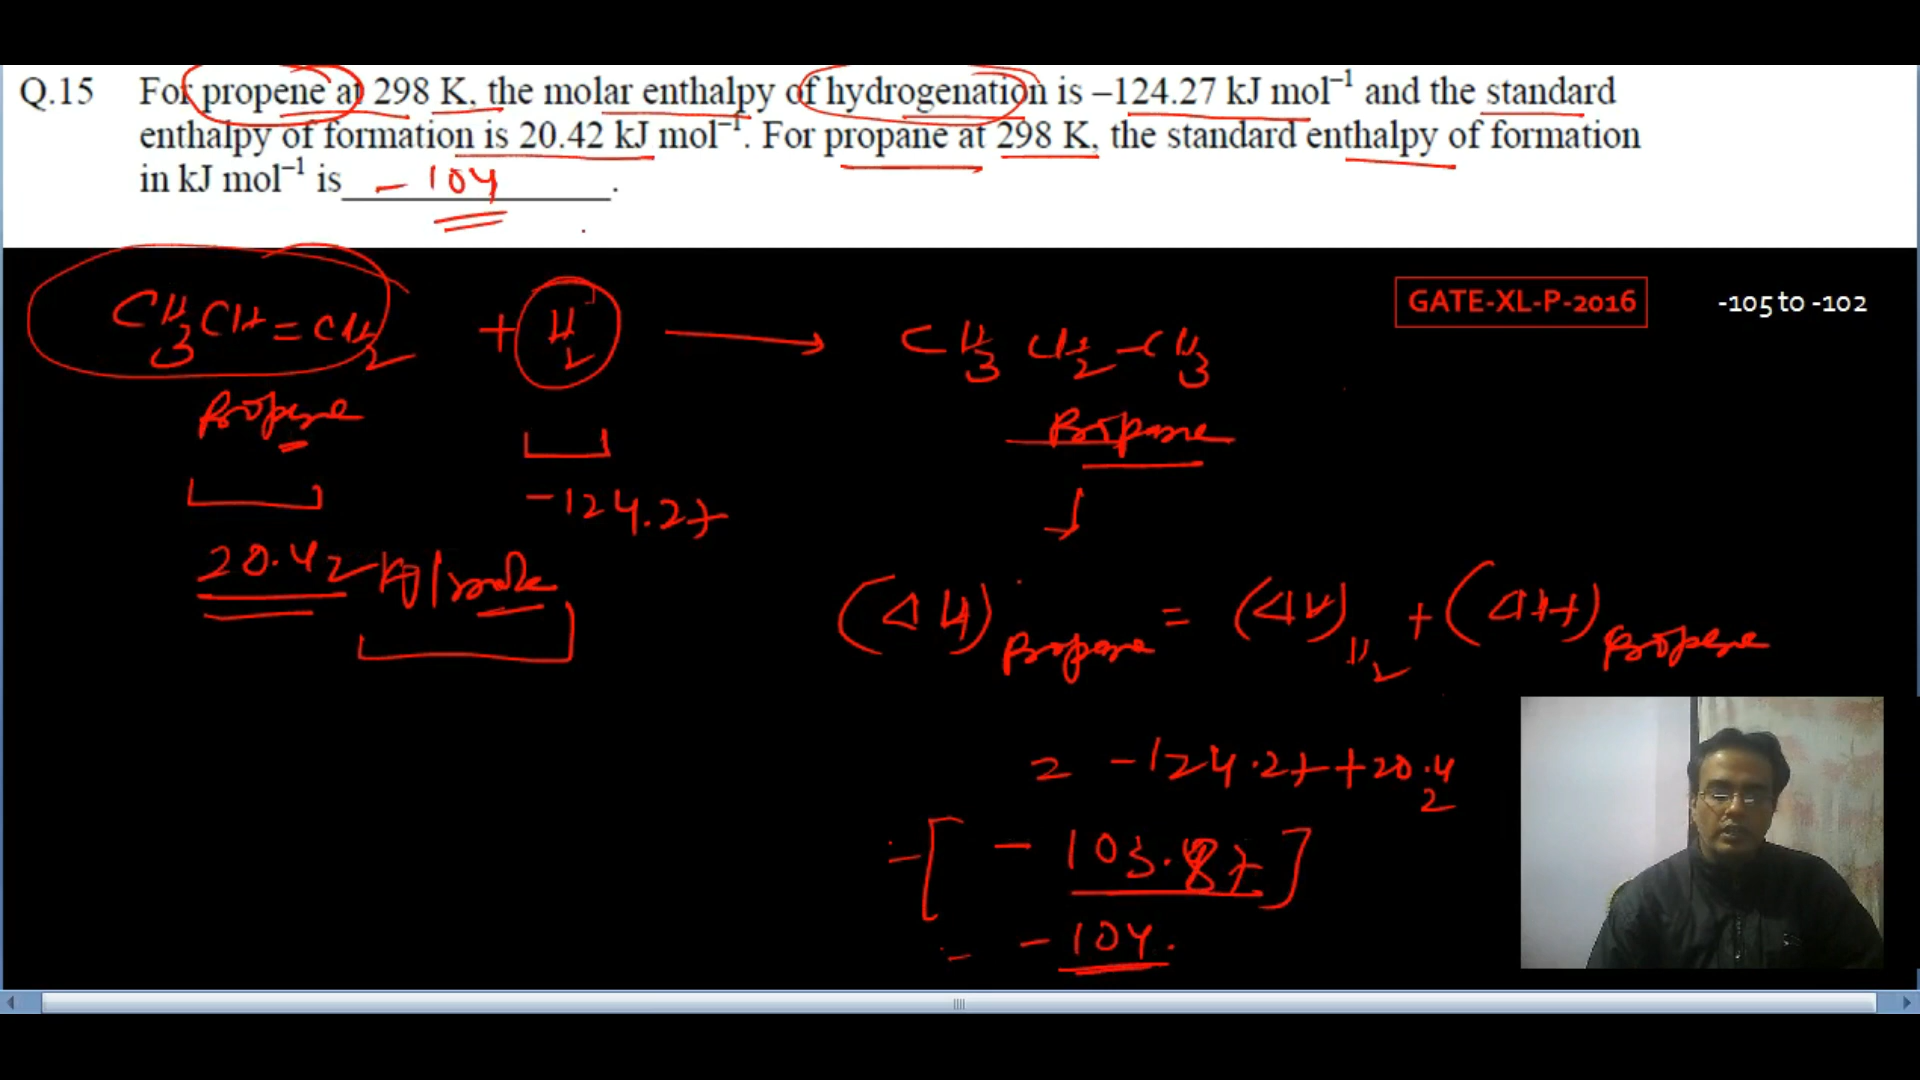 Q.15 For propene at 298 K, the molar enthalpy of hydrogenation is –124.27 kJ mol⁻¹ and the standard
enthalpy of formation is 20.42 kJ mol⁻¹. For propane at 298 K, the standard enthalpy of formation
in kJ mol⁻¹ is – 104 .
CH3CH=CH2 + H2 → CH3CH2–CH3
GATE-XL-P-2016 -105 to -102
Propene
Propane
-124.27
20.42 kJ/mole
(ΔH)Propane = (ΔH)H2 + (ΔH)Propene
= -124.27+20.42
=[ - 103.87]
= -104.